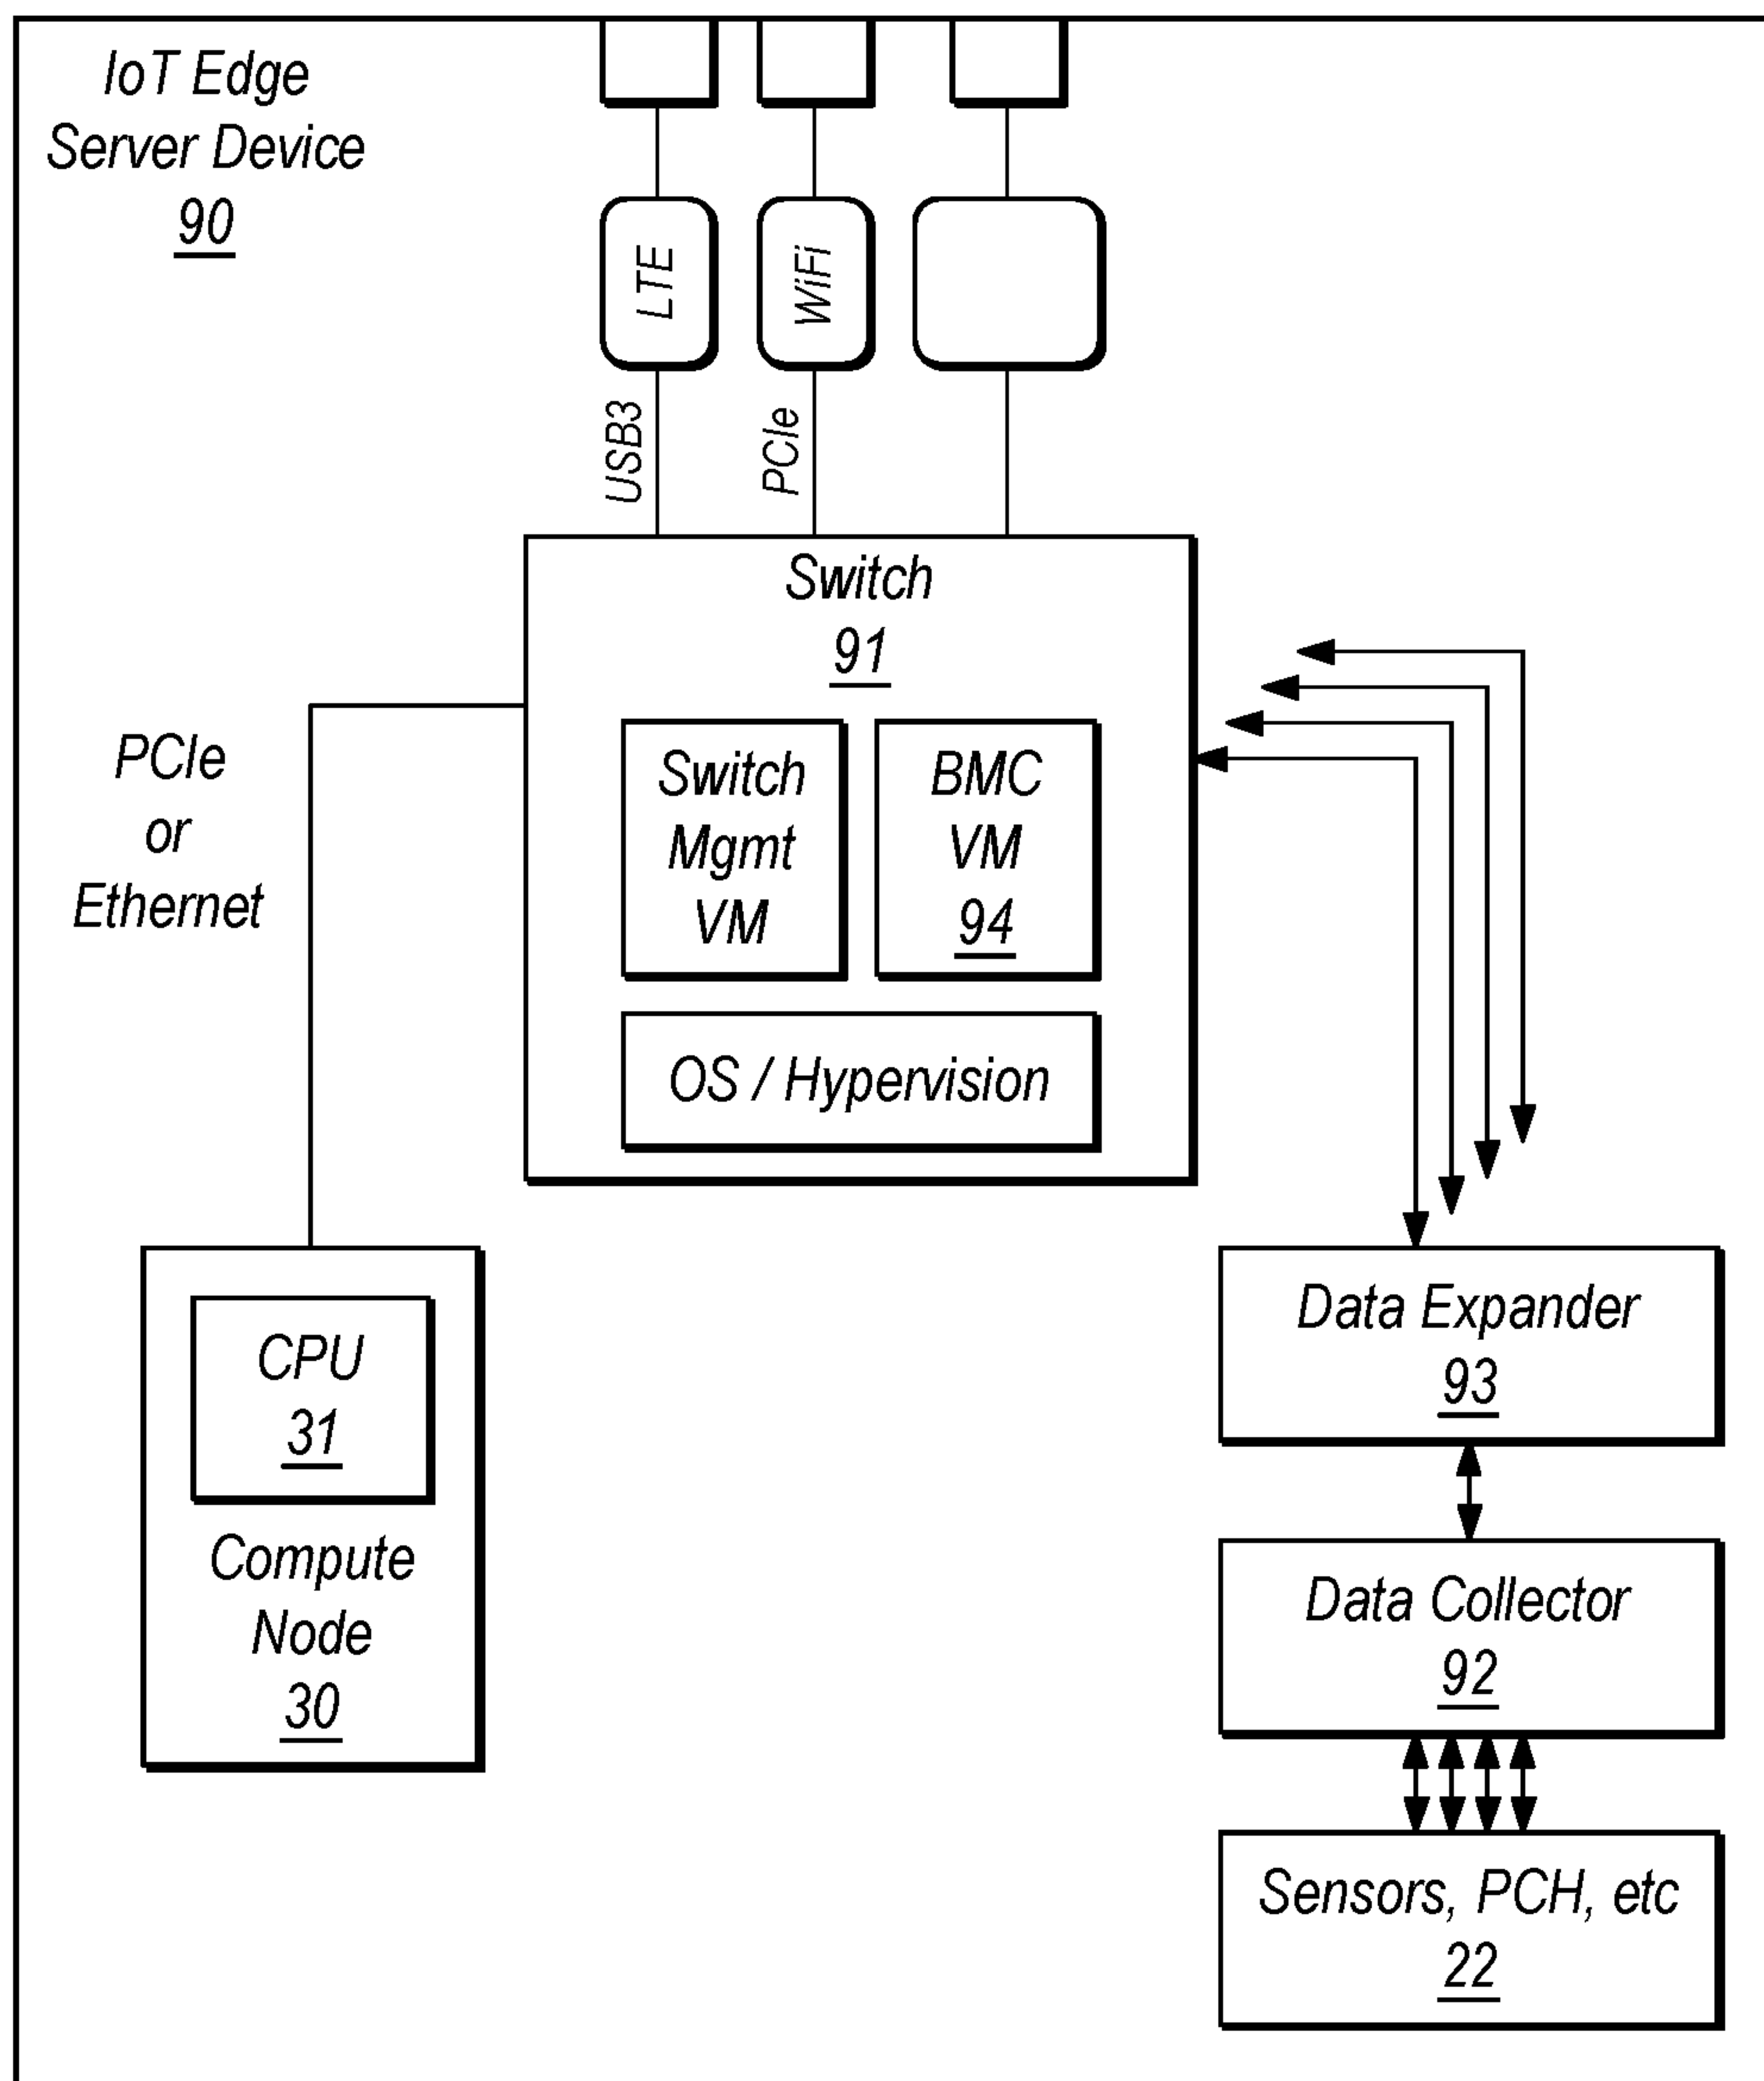 IoT Edge
Server Device
90
LTE
WiFi
USB3
PCIe
Switch
91
PCIe
or
Ethernet
Switch
Mgmt
VM
BMC
VM
94
OS / Hypervision
CPU
31
Compute
Node
30
Data Expander
93
Data Collector
92
Sensors, PCH, etc
22